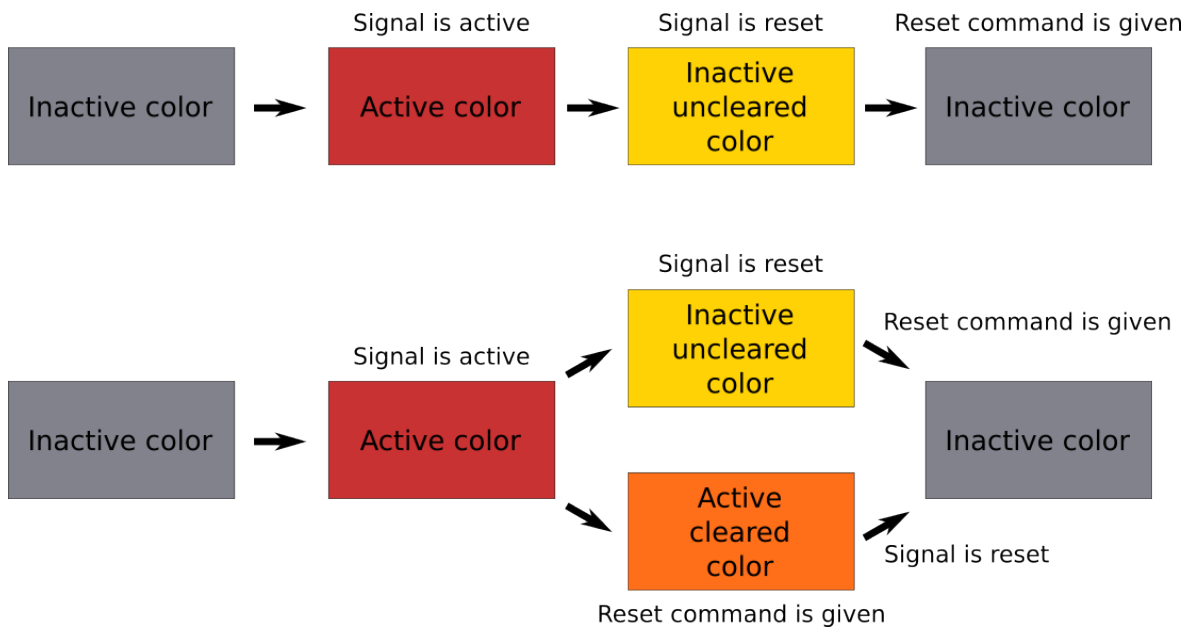 Signal is active
Signal is reset
Reset command is given
Inactive color
Active color
Inactive
uncleared
color
Inactive color
Signal is reset
Inactive
uncleared
color
Reset command is given
Signal is active
Inactive color
Active color
Inactive color
Active
cleared
color
Signal is reset
Reset command is given